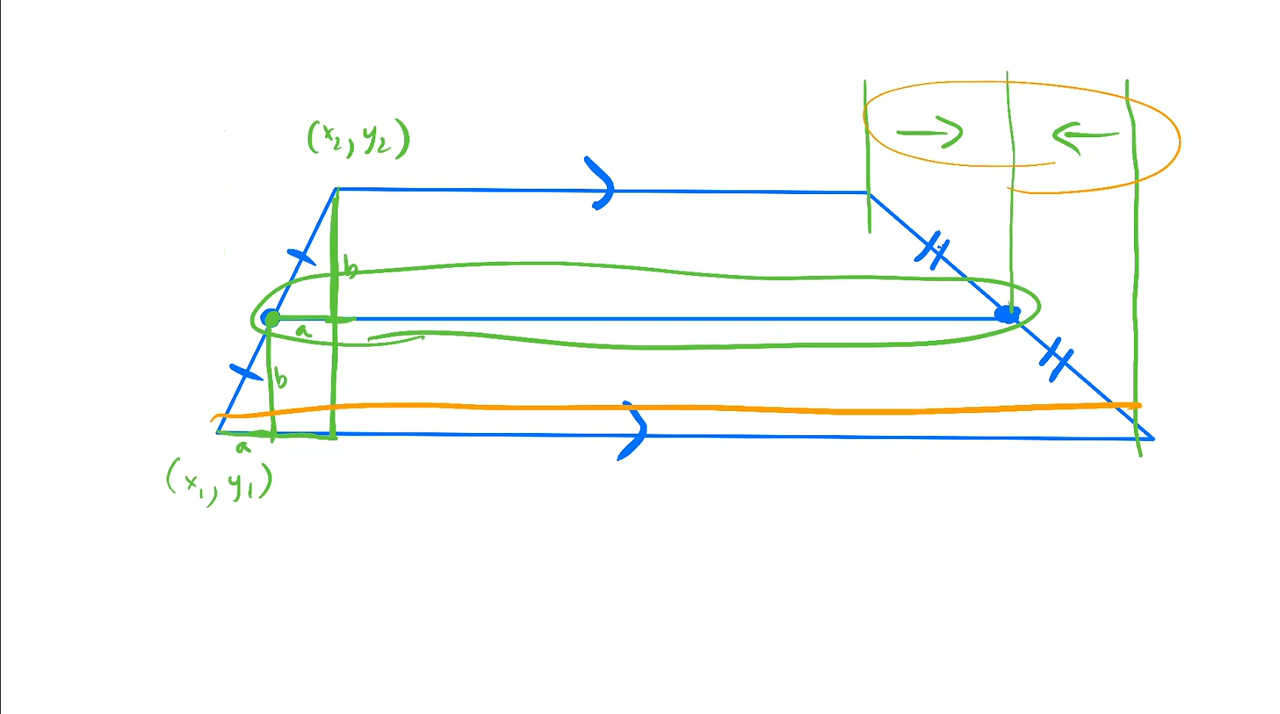 (x₂, y₂)
b
a
b
a
(x₁, y₁)